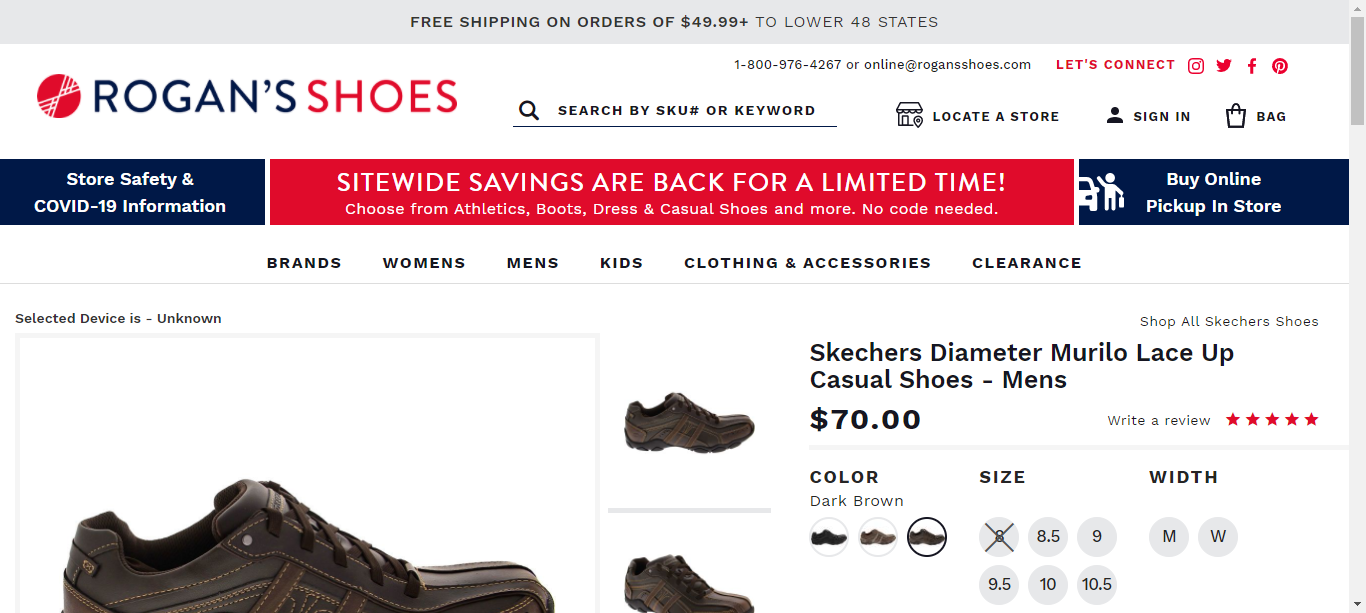 FREE SHIPPING ON ORDERS OF $49.99+ TO LOWER 48 STATES
1-800-976-4267 or online@rogansshoes.com
LET'S CONNECT
ROGAN'S SHOES
SEARCH BY SKU# OR KEYWORD
LOCATE A STORE
SIGN IN
BAG
Store Safety &
COVID-19 Information
SITEWIDE SAVINGS ARE BACK FOR A LIMITED TIME!
Choose from Athletics, Boots, Dress & Casual Shoes and more. No code needed.
Buy Online
Pickup In Store
BRANDS WOMENS MENS KIDS CLOTHING & ACCESSORIES CLEARANCE
Selected Device is - Unknown
Shop All Skechers Shoes
Skechers Diameter Murilo Lace Up
Casual Shoes - Mens
$70.00
Write a review
COLOR
Dark Brown
SIZE
8 8.5 9
9.5 10 10.5
WIDTH
M W